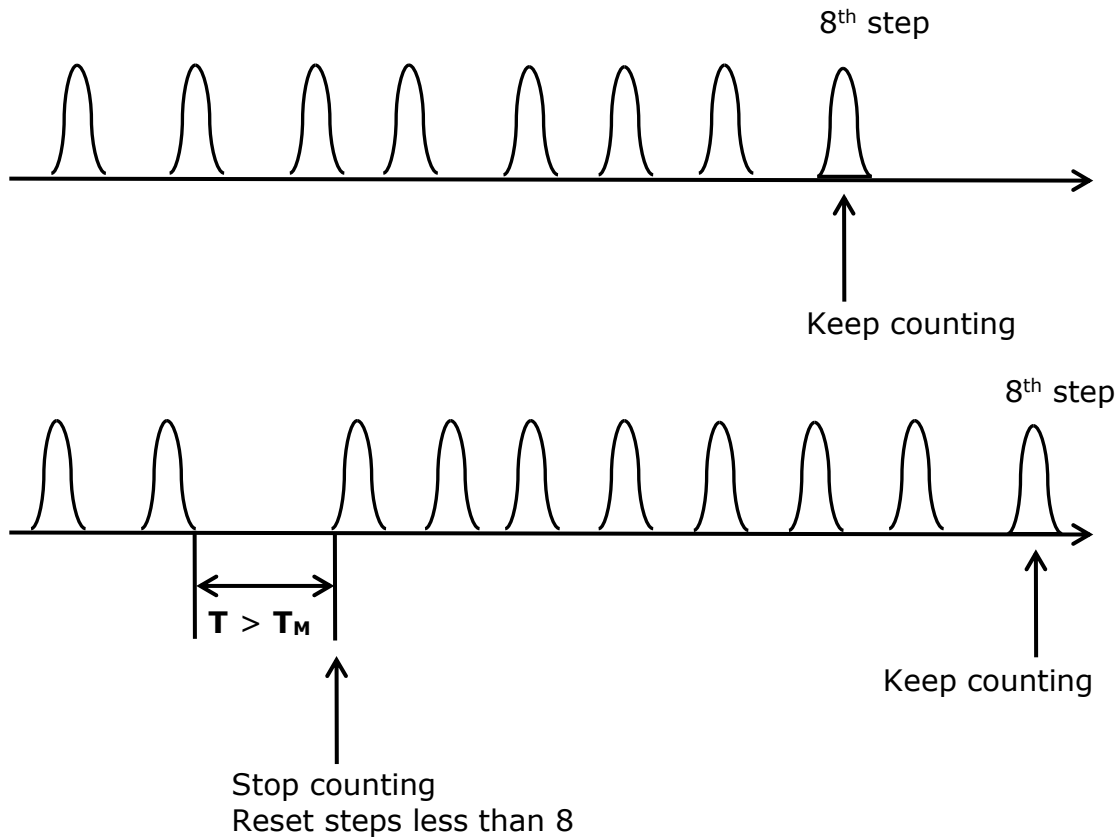 8th step
Keep counting
8th step
T > TM
Keep counting
Stop counting
Reset steps less than 8